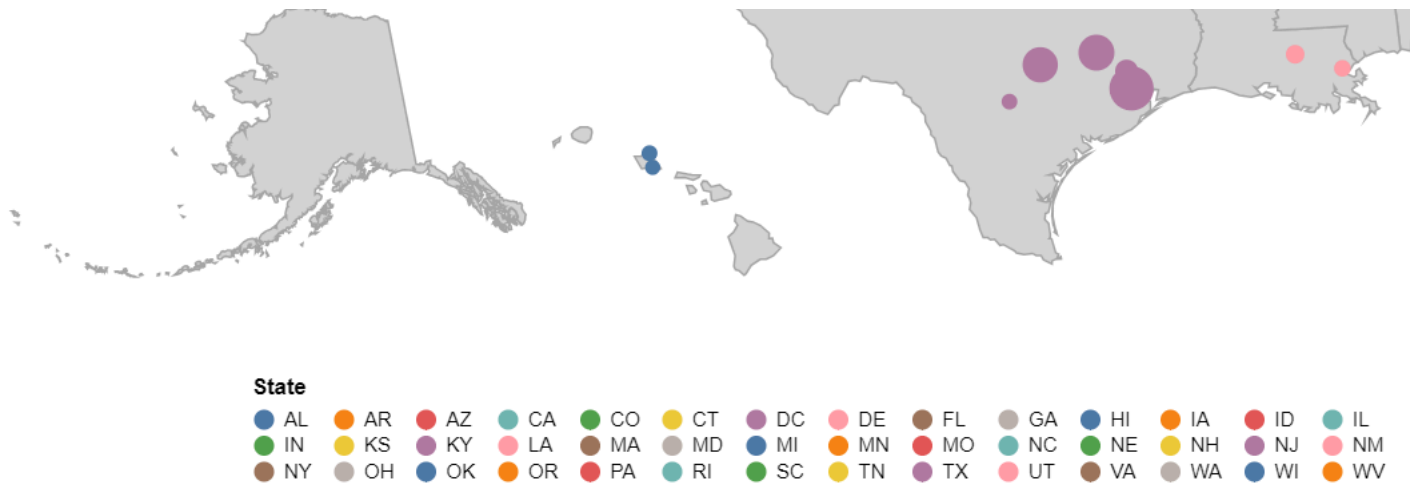 State
AL AR AZ CA CO CT DC DE FL GA HI IA ID IL
IN KS KY LA MA MD MI MN MO NC NE NH NJ NM
NY OH OK OR PA RI SC TN TX UT VA WA WI WV